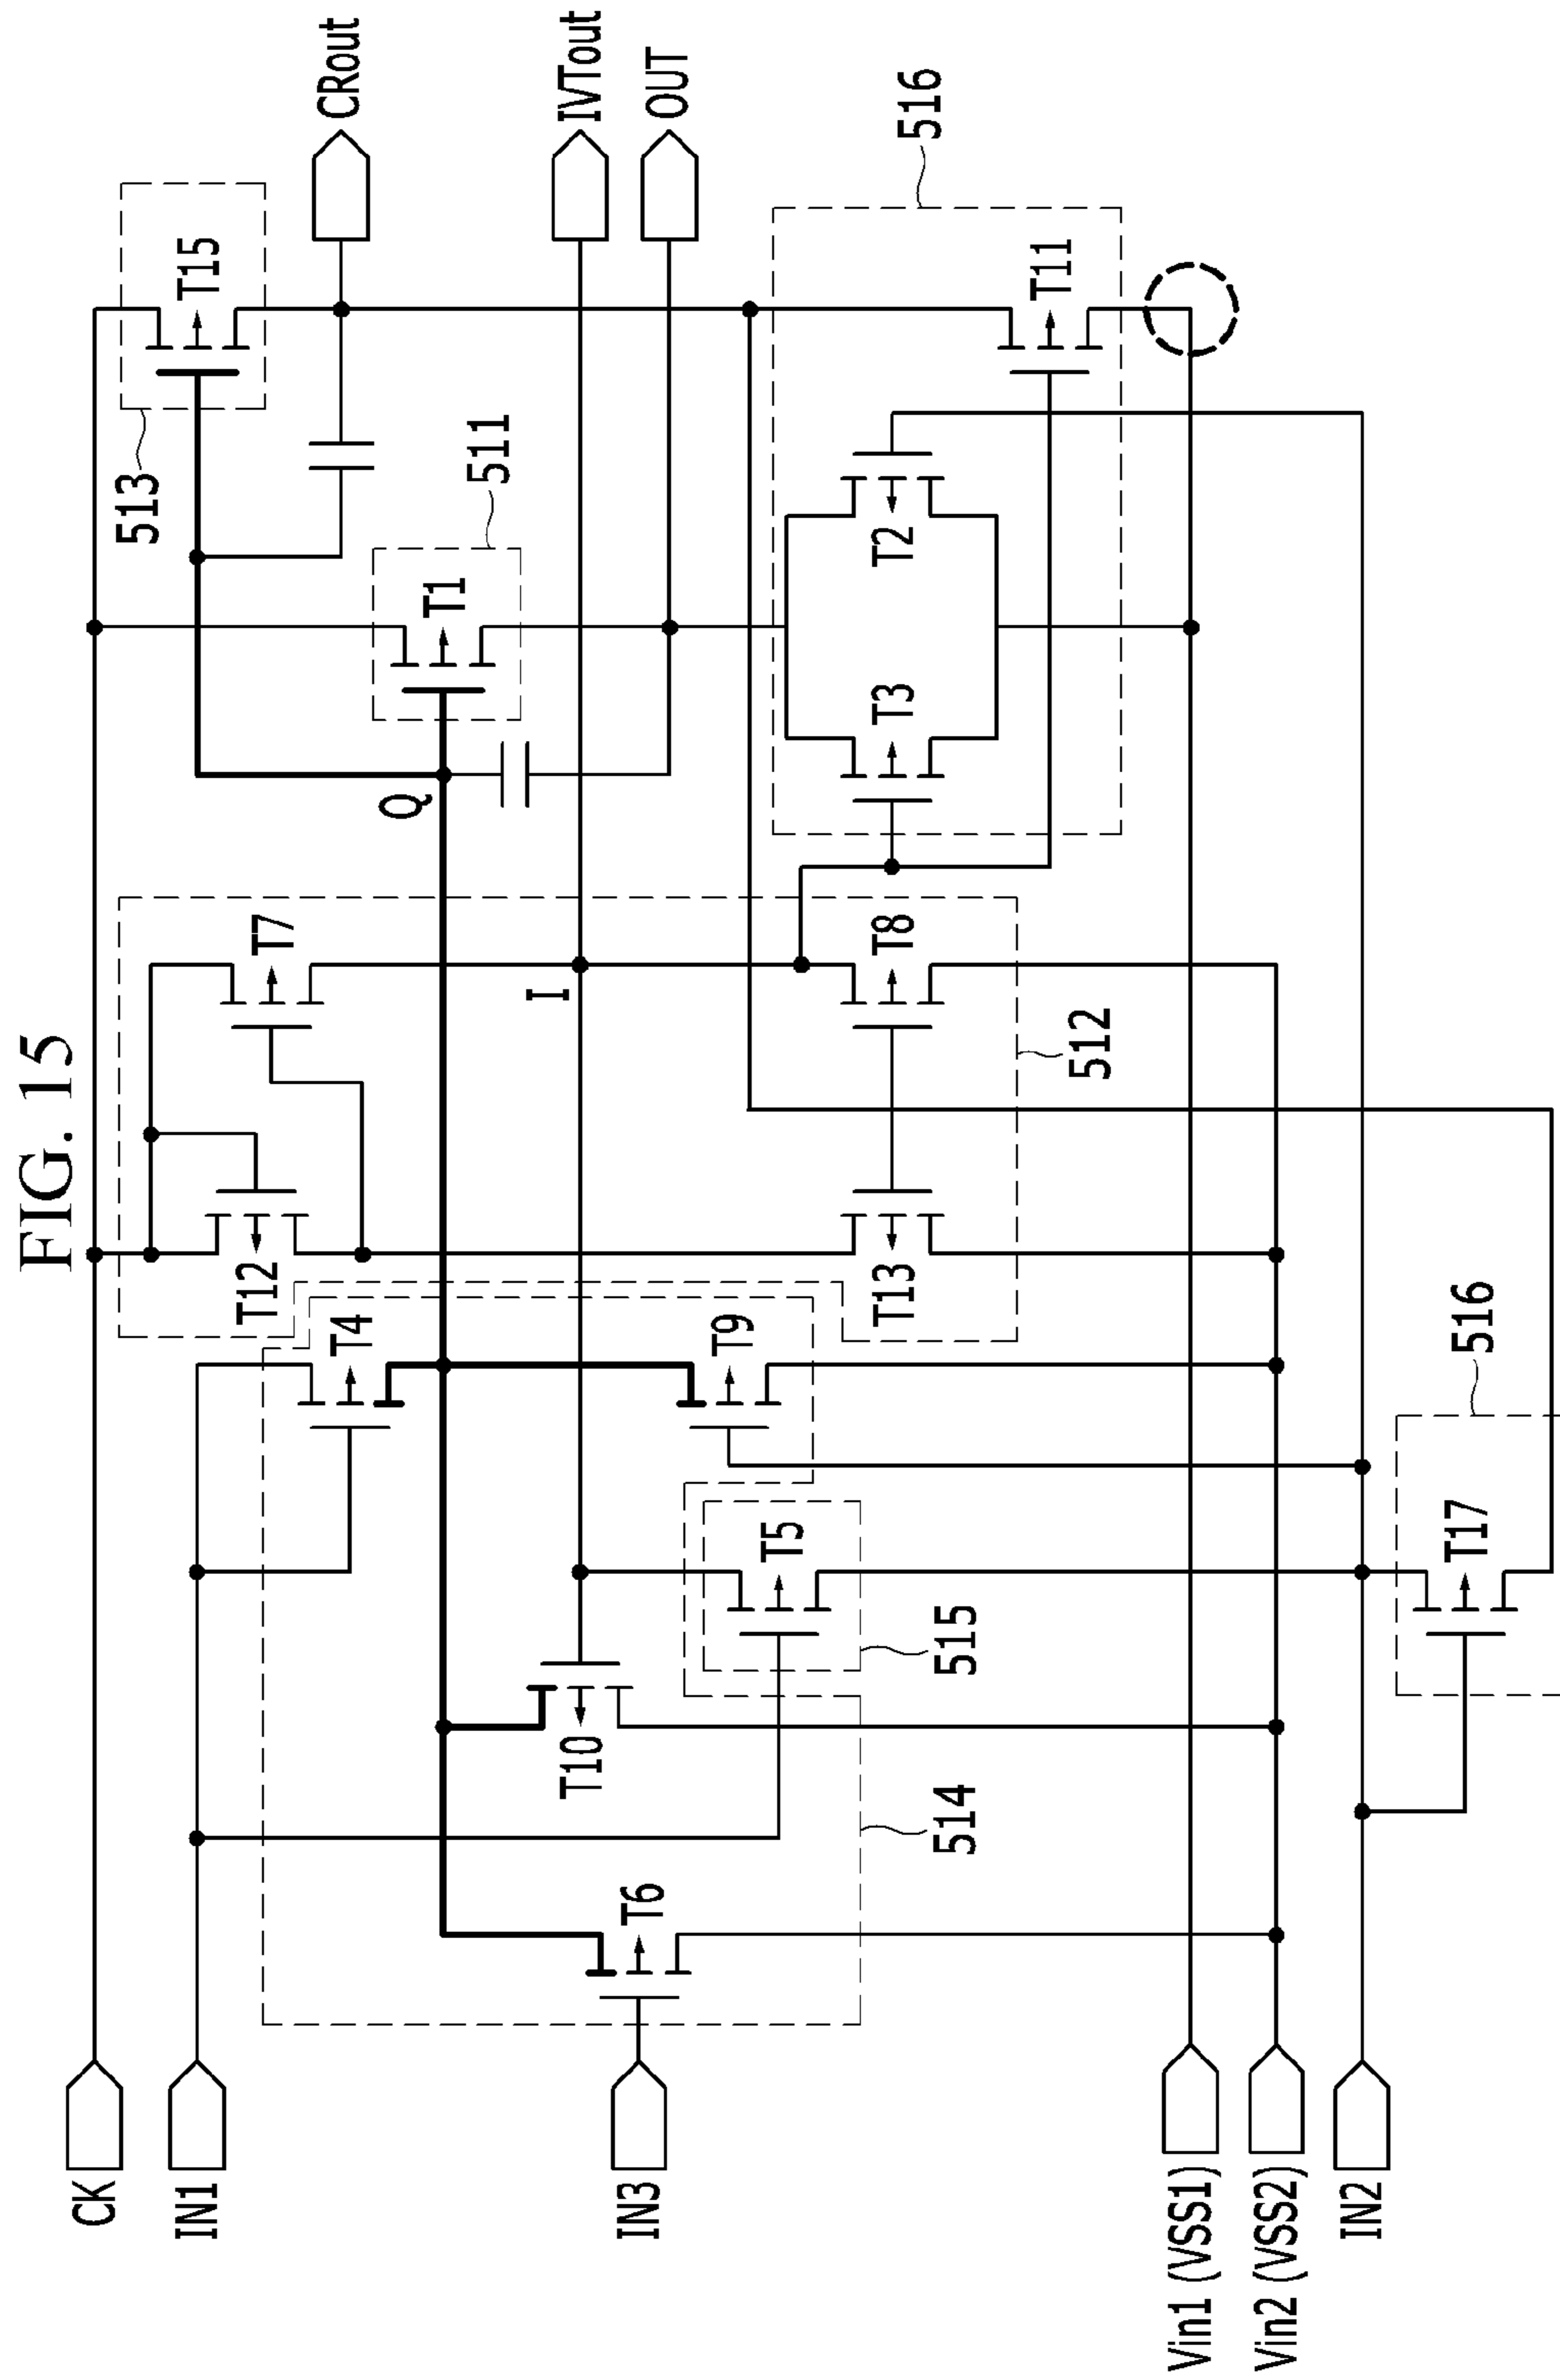 FIG. 15
CK
IN1
IN3
Vin1 (VSS1)
Vin2 (VSS2)
IN2
CRout
IVTout
OUT
513
T15
511
T1
Q
T7
T12
I
T8
T13
512
516
T11
T2
T3
T4
T9
T5
515
T10
514
T6
516
T17